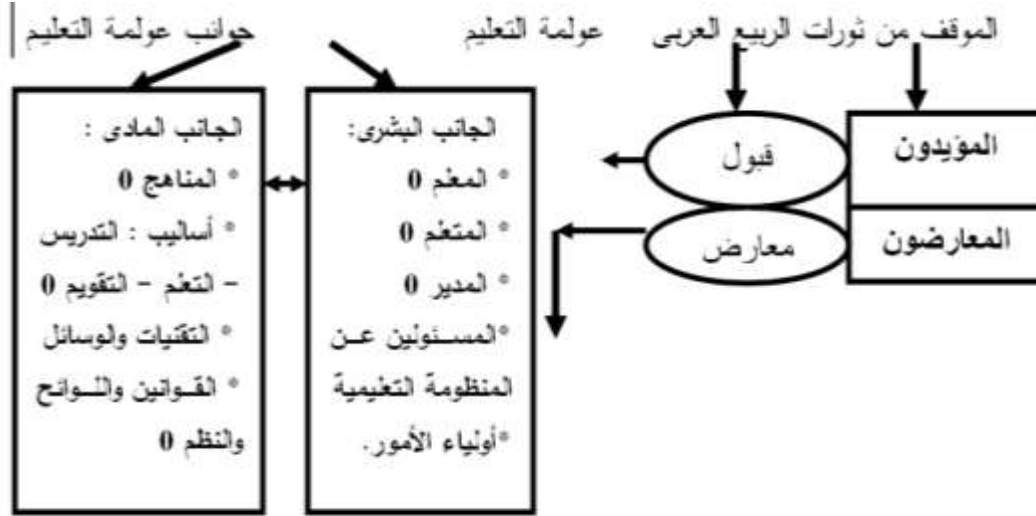 الموقف من ثورات الربيع العربى عولمة التعليم جوانب عولمة التعليم
المؤيدون
المعارضون
قبول
معارض
الجانب البشرى:
° المعلم 0
° المتعلم 0
° المدير 0
°المسئولين عن
المنظومة التعليمية
°أولياء الأمور.
الجانب المادى :
° المناهج 0
° أساليب : التدريس
– التعلم – التقويم 0
° التقنيات والوسائل
° القوانين واللوائح
والنظم 0